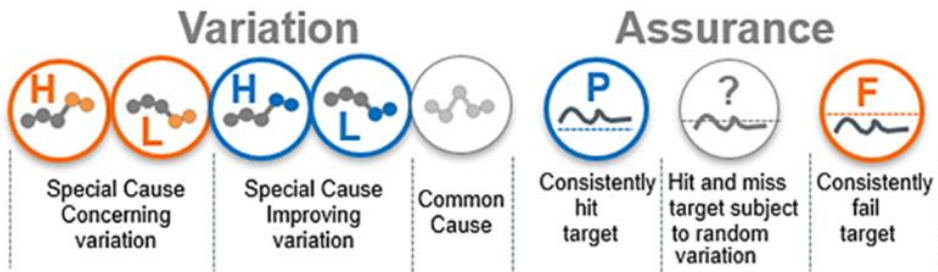 Variation
Assurance
H
L
H
L
P
?
F
Special Cause
Concerning
variation
Special Cause
Improving
variation
Common
Cause
Consistently
hit
target
Hit and miss
target subject
to random
variation
Consistently
fail
target